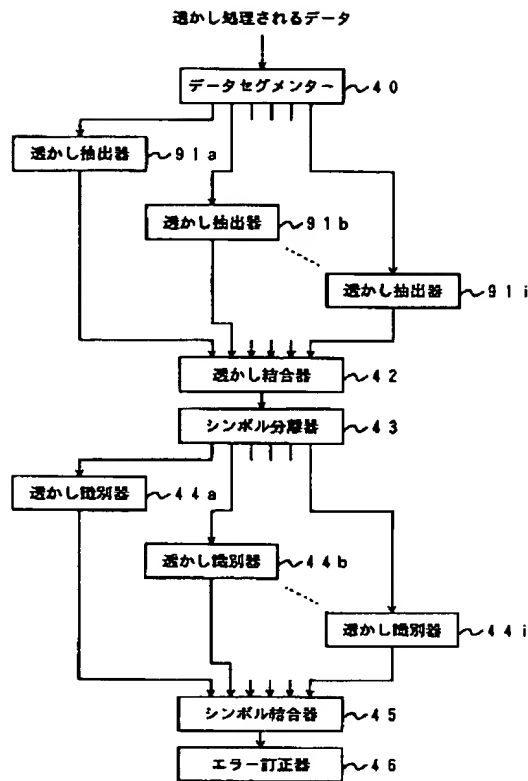 透かし処理されるデータ
データセグメンター 40
透かし抽出器 91a
透かし抽出器 91b
透かし抽出器 91i
透かし結合器 42
シンボル分離器 43
透かし識別器 44a
透かし識別器 44b
透かし識別器 44i
シンボル結合器 45
エラー訂正器 46